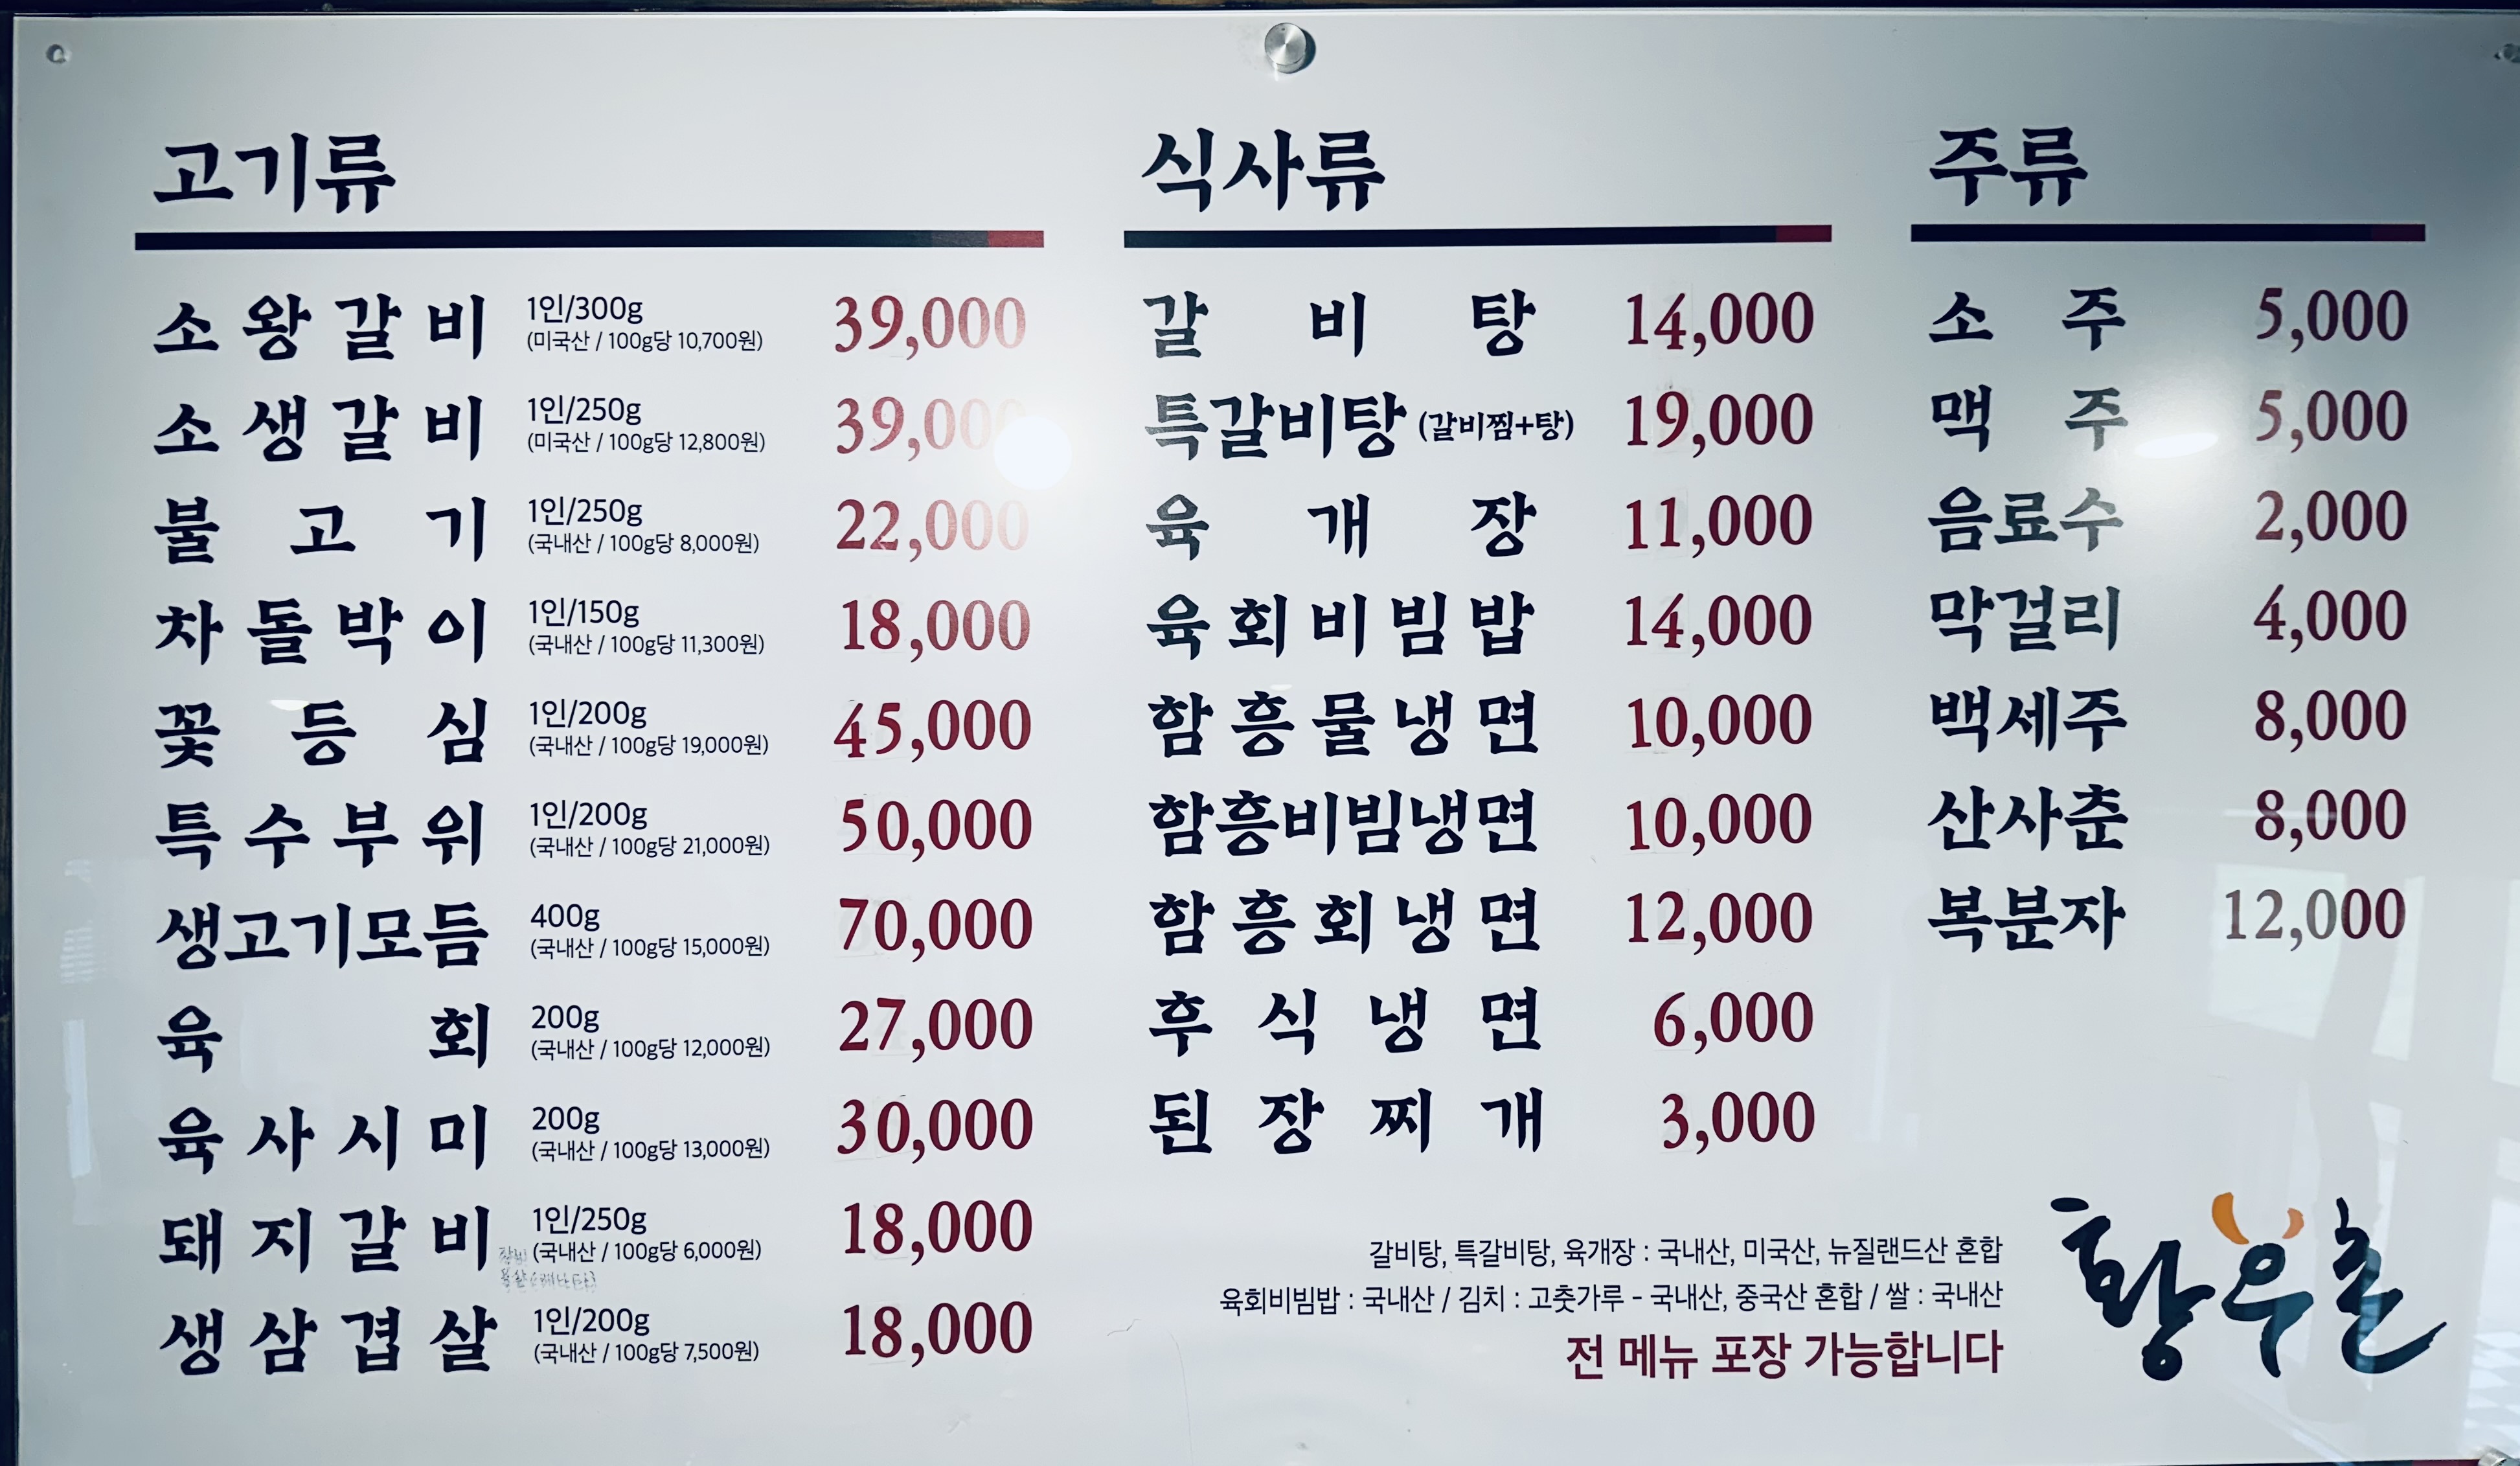 고기류
소왕갈비 1인/300g 39,000
(미국산 / 100g당 10,700원)
소생갈비 1인/250g 39,000
(미국산 / 100g당 12,800원)
불고기 1인/250g 22,000
(국내산 / 100g당 8,000원)
차돌박이 1인/150g 18,000
(국내산 / 100g당 11,300원)
꽃등심 1인/200g 45,000
(국내산 / 100g당 19,000원)
특수부위 1인/200g 50,000
(국내산 / 100g당 21,000원)
생고기모듬 400g 70,000
(국내산 / 100g당 15,000원)
육회 200g 27,000
(국내산 / 100g당 12,000원)
육사시미 200g 30,000
(국내산 / 100g당 13,000원)
돼지갈비 1인/250g 18,000
(국내산 / 100g당 6,000원)
생삼겹살 1인/200g 18,000
(국내산 / 100g당 7,500원)
식사류
갈비탕 14,000
특갈비탕 (갈비찜+탕) 19,000
육개장 11,000
육회비빔밥 14,000
함흥물냉면 10,000
함흥비빔냉면 10,000
함흥회냉면 12,000
후식냉면 6,000
된장찌개 3,000
주류
소주 5,000
맥주 5,000
음료수 2,000
막걸리 4,000
백세주 8,000
산사춘 8,000
복분자 12,000
갈비탕, 특갈비탕, 육개장 : 국내산, 미국산, 뉴질랜드산 혼합
육회비빔밥 : 국내산 / 김치 : 고춧가루 - 국내산, 중국산 혼합 / 쌀 : 국내산
전 메뉴 포장 가능합니다
황우촌